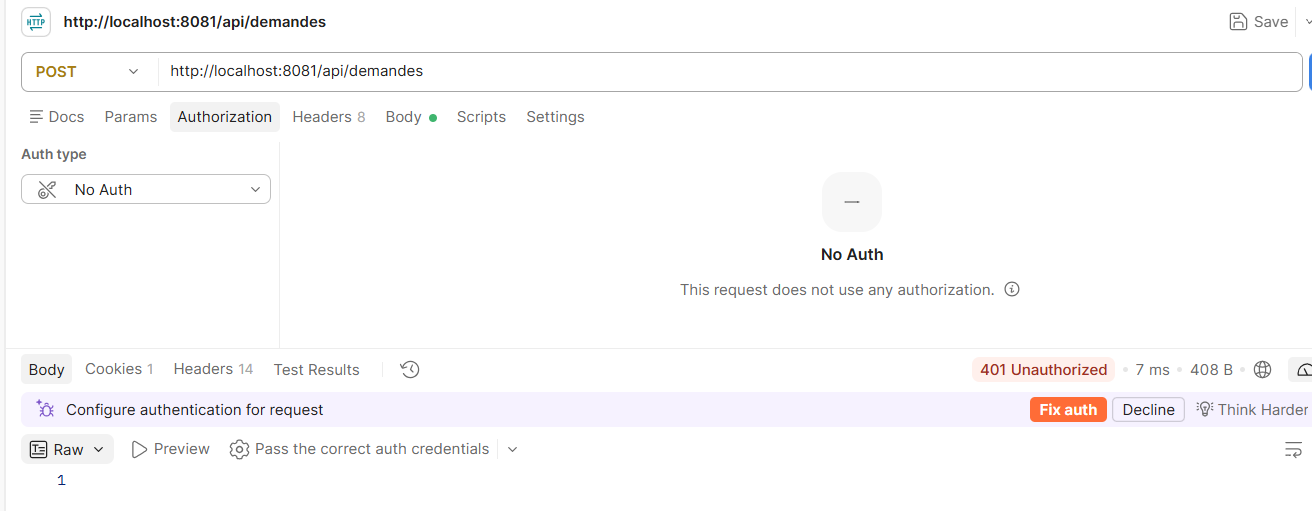 HTTP http://localhost:8081/api/demandes Save
POST http://localhost:8081/api/demandes
Docs Params Authorization Headers 8 Body Scripts Settings
Auth type
No Auth
No Auth
This request does not use any authorization.
Body Cookies 1 Headers 14 Test Results 401 Unauthorized • 7 ms • 408 B •
Configure authentication for request Fix auth Decline Think Harder
Raw Preview Pass the correct auth credentials
1